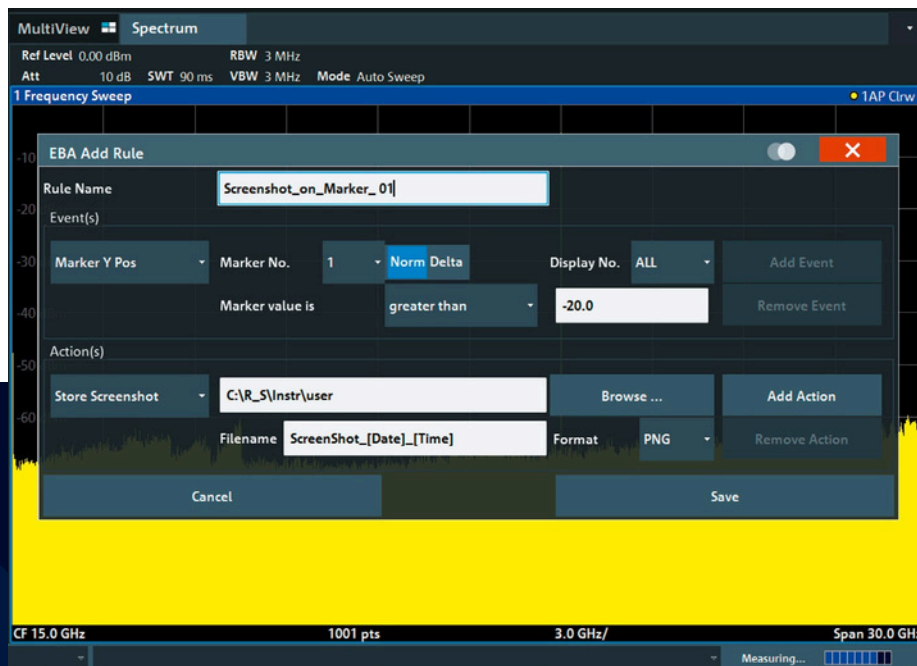 MultiView Spectrum
Ref Level 0.00 dBm RBW 3 MHz
Att 10 dB SWT 90 ms VBW 3 MHz Mode Auto Sweep
1 Frequency Sweep 1AP Clrw
-10
EBA Add Rule
Rule Name Screenshot_on_Marker_ 01
-20
Event(s)
-30
Marker Y Pos Marker No. 1 Norm Delta Display No. ALL Add Event
Marker value is greater than -20.0 Remove Event
-40
Action(s)
-50
Store Screenshot C:\R_S\Instr\user Browse ... Add Action
-60
Filename ScreenShot_[Date]_[Time] Format PNG Remove Action
Cancel Save
CF 15.0 GHz 1001 pts 3.0 GHz/ Span 30.0 GHz
Measuring...